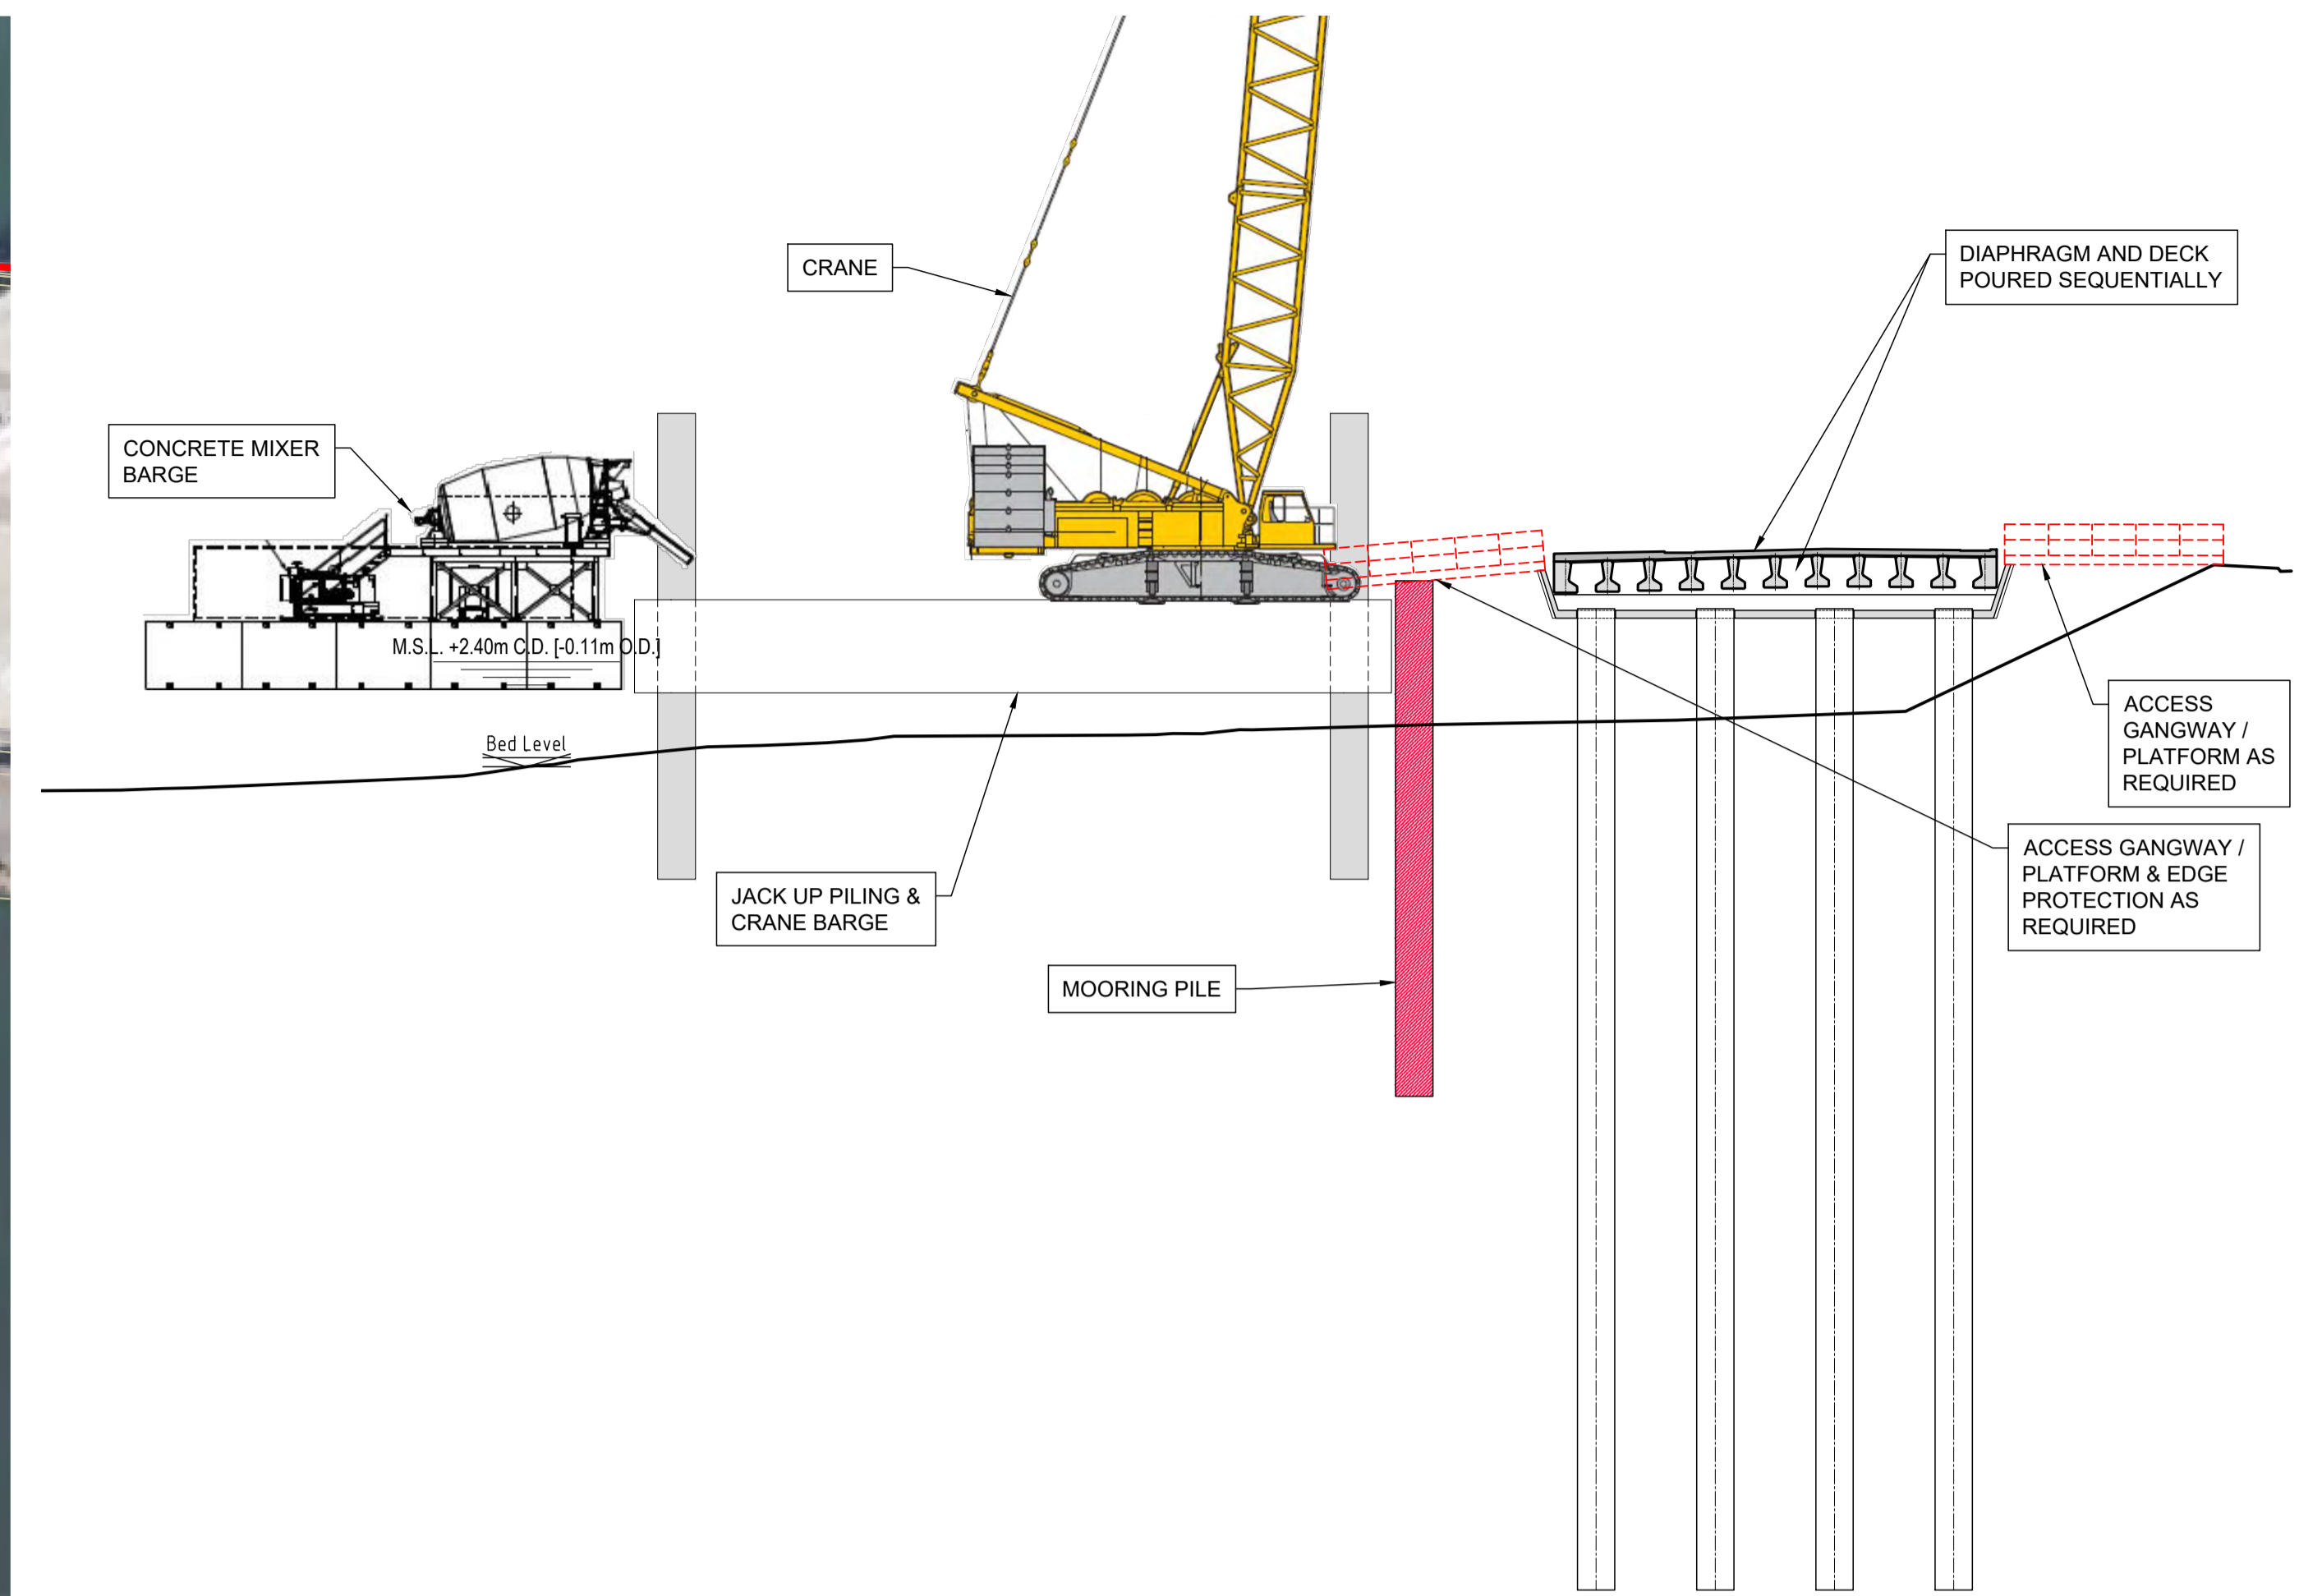 CRANE
DIAPHRAGM AND DECK
POURED SEQUENTIALLY
CONCRETE MIXER
BARGE
M.S.L. +2.40m C.D. [-0.11m O.D.]
Bed Level
ACCESS
GANGWAY /
PLATFORM AS
REQUIRED
ACCESS GANGWAY /
PLATFORM & EDGE
PROTECTION AS
REQUIRED
JACK UP PILING &
CRANE BARGE
MOORING PILE